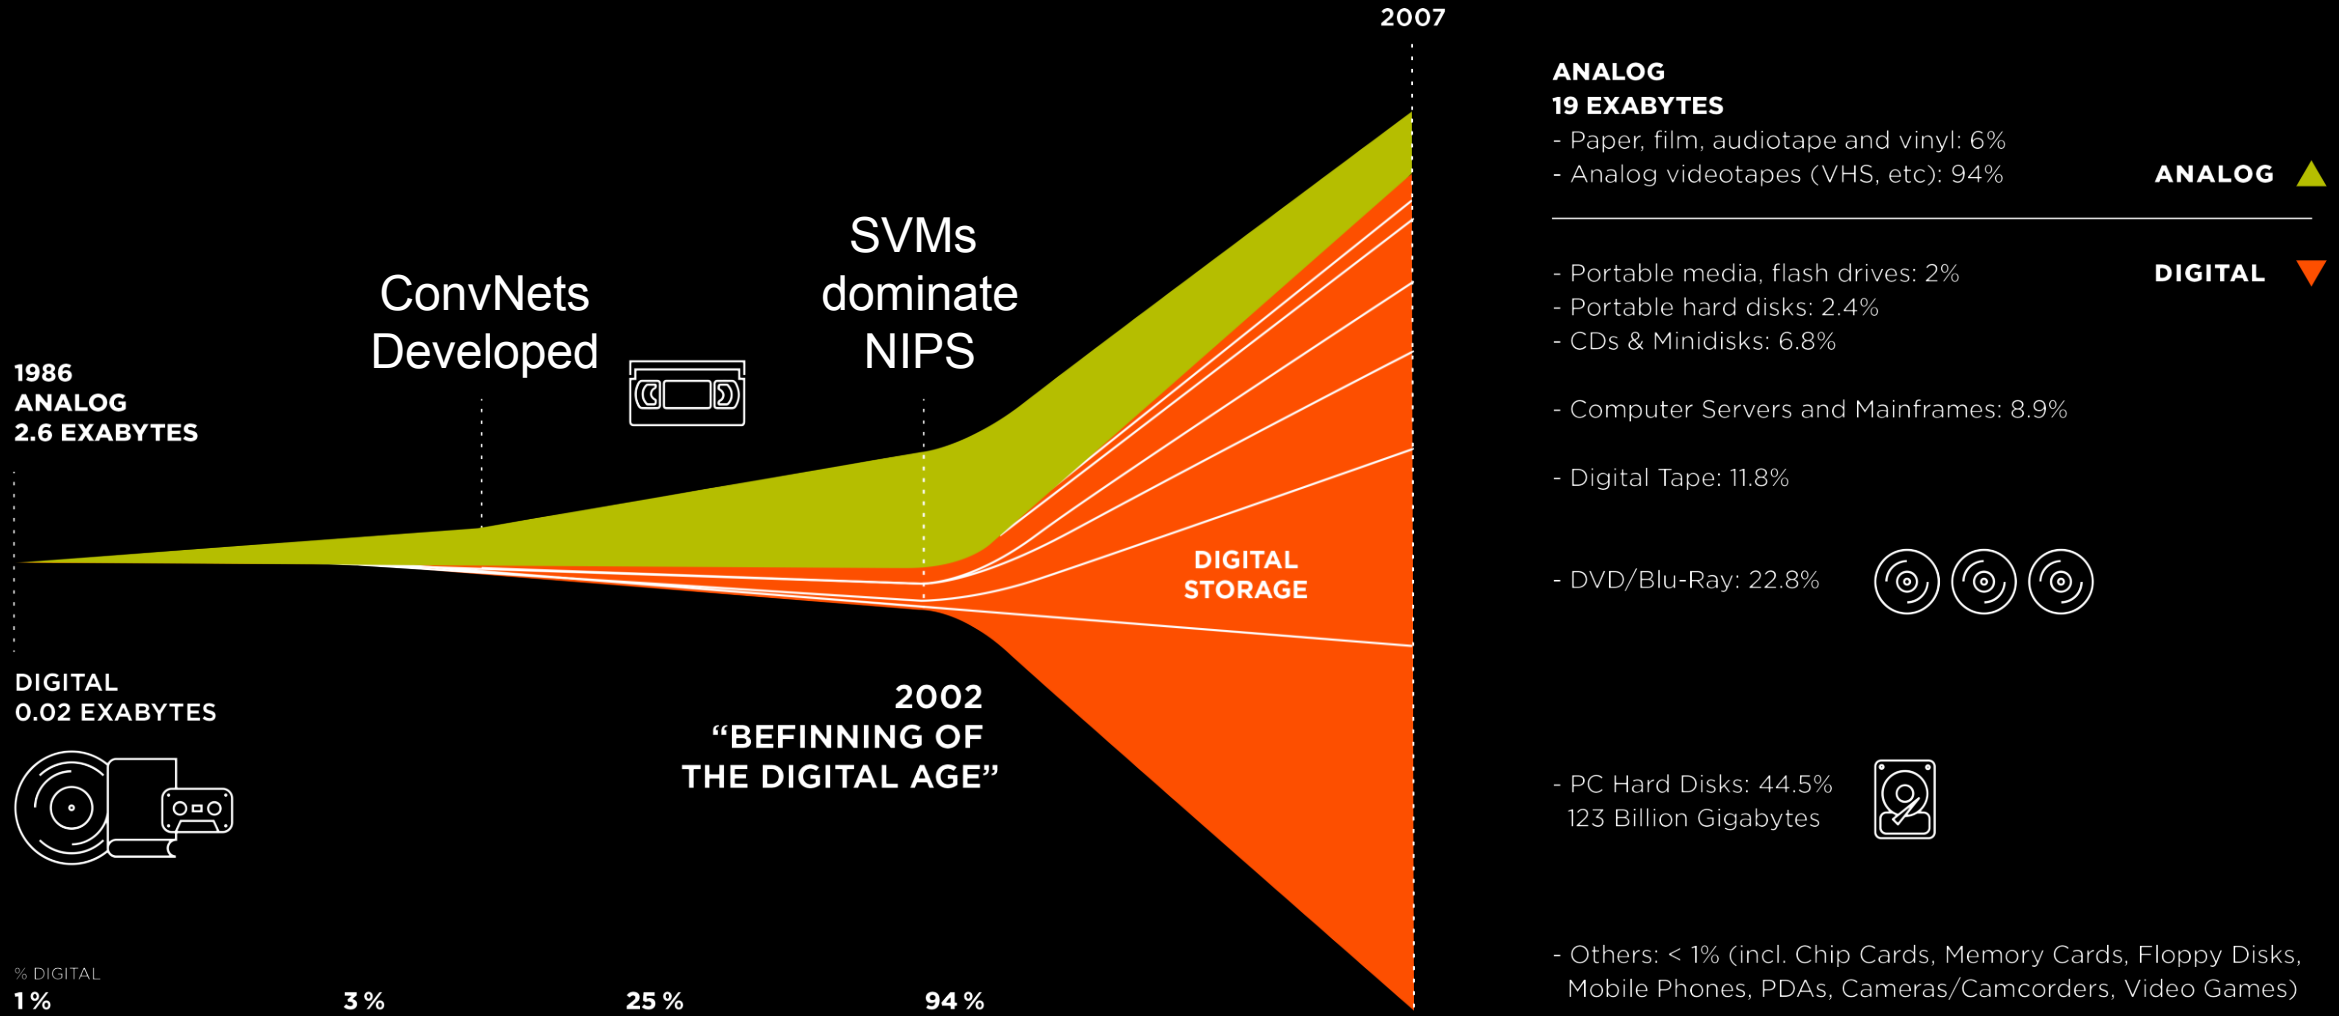 2007
ANALOG
19 EXABYTES
- Paper, film, audiotape and vinyl: 6%
- Analog videotapes (VHS, etc): 94%
ANALOG
- Portable media, flash drives: 2%
DIGITAL
- Portable hard disks: 2.4%
- CDs & Minidisks: 6.8%
- Computer Servers and Mainframes: 8.9%
- Digital Tape: 11.8%
- DVD/Blu-Ray: 22.8%
- PC Hard Disks: 44.5%
123 Billion Gigabytes
- Others: < 1% (incl. Chip Cards, Memory Cards, Floppy Disks,
Mobile Phones, PDAs, Cameras/Camcorders, Video Games)
SVMs
dominate
NIPS
ConvNets
Developed
1986
ANALOG
2.6 EXABYTES
DIGITAL
STORAGE
DIGITAL
0.02 EXABYTES
2002
“BEFINNING OF
THE DIGITAL AGE”
% DIGITAL
1%
3%
25%
94%